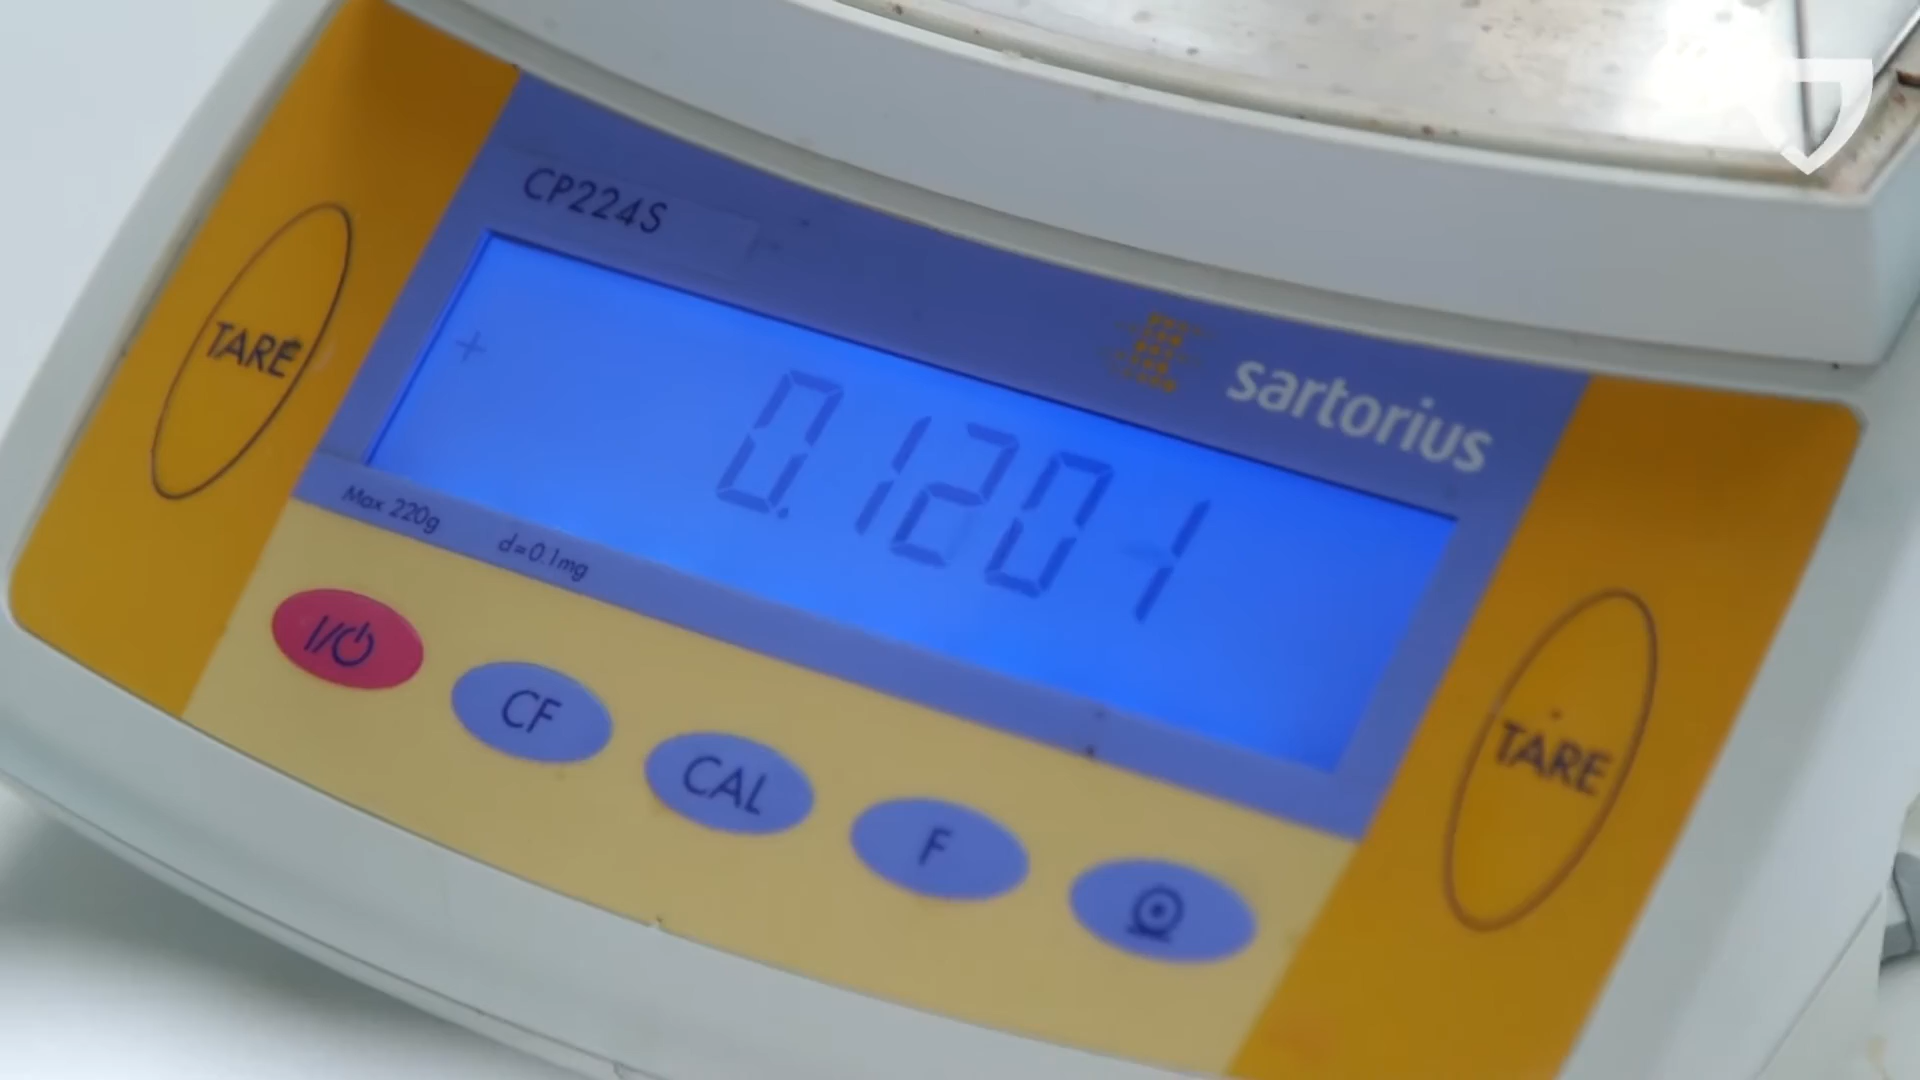 CP224S
sartorius
TARE
+ 0.1201
Max 220g d=0.1mg
I/⏻
CF
CAL
F
TARE